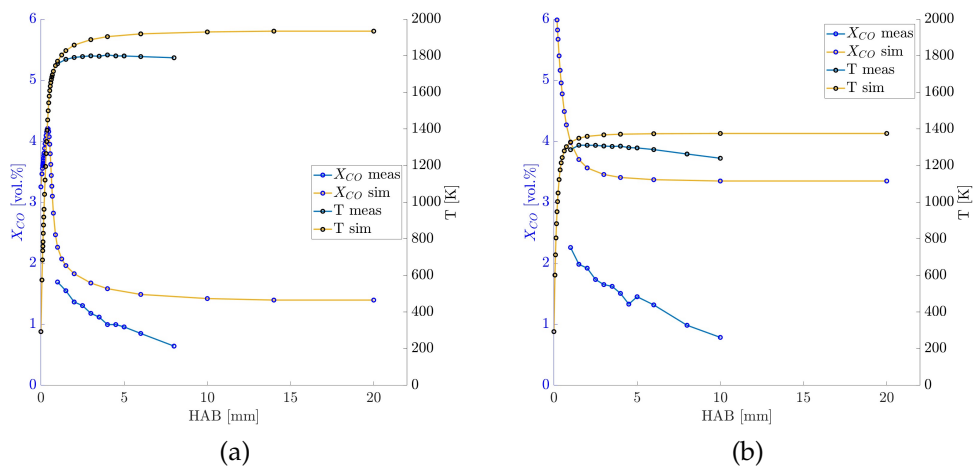 6
5
4
3
2
1
0
X_CO [vol.%]
2000
1800
1600
1400
1200
1000
800
600
400
200
T [K]
X_CO meas
X_CO sim
T meas
T sim
0 5 10 15 20
HAB [mm]
(a)
6
5
4
3
2
1
0
X_CO [vol.%]
2000
1800
1600
1400
1200
1000
800
600
400
200
T [K]
X_CO meas
X_CO sim
T meas
T sim
0 5 10 15 20
HAB [mm]
(b)